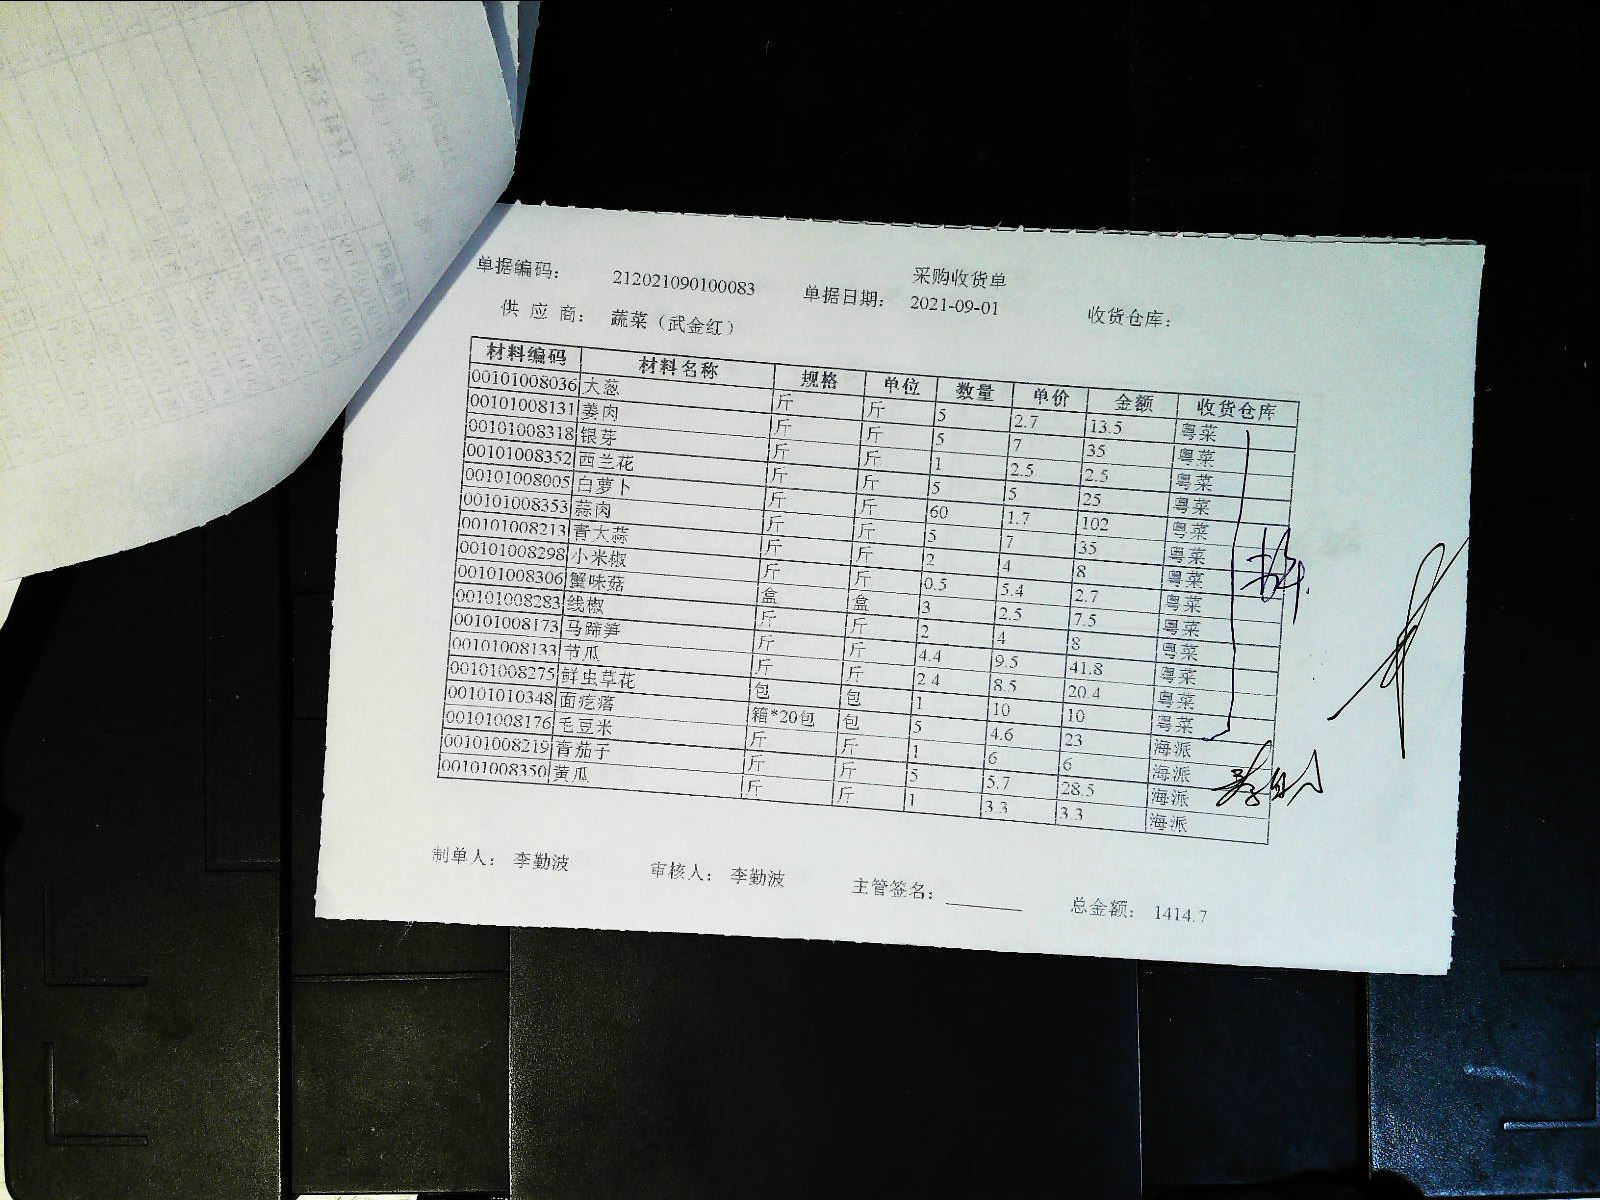 采购收货单
单据编码： 212021090100083 单据日期： 2021-09-01 收货仓库：
供 应 商： 蔬菜（武金红）
材料编码 材料名称 规格 单位 数量 单价 金额 收货仓库
00101008036 大葱 斤 斤 5 2.7 13.5 粤菜
00101008131 姜肉 斤 斤 5 7 35 粤菜
00101008318 银芽 斤 斤 1 2.5 2.5 粤菜
00101008352 西兰花 斤 斤 5 5 25 粤菜
00101008005 白萝卜 斤 斤 60 1.7 102 粤菜
00101008353 蒜肉 斤 斤 5 7 35 粤菜
00101008213 青大蒜 斤 斤 2 4 8 粤菜
00101008298 小米椒 斤 斤 0.5 5.4 2.7 粤菜
00101008306 蟹味菇 盒 盒 3 2.5 7.5 粤菜
00101008283 线椒 斤 斤 2 4 8 粤菜
00101008173 马蹄笋 斤 斤 4.4 9.5 41.8 粤菜
00101008133 节瓜 斤 斤 2.4 8.5 20.4 粤菜
00101008275 鲜虫草花 包 包 1 10 10 粤菜
00101010348 面疙瘩 箱*20包 包 5 4.6 23 海派
00101008176 毛豆米 斤 斤 1 6 6 海派
00101008219 青茄子 斤 斤 5 5.7 28.5 海派
00101008350 黄瓜 斤 斤 1 3.3 3.3 海派
制单人： 李勤波 审核人： 李勤波 主管签名： 总金额： 1414.7